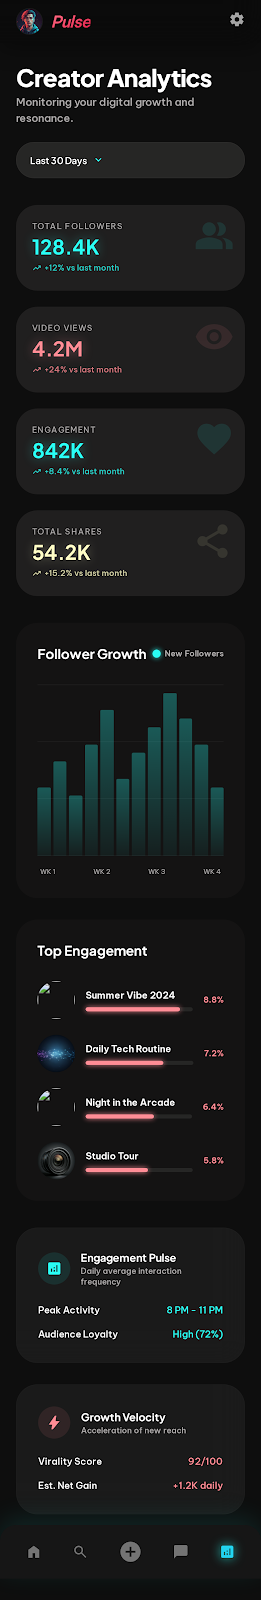 Pulse
Creator Analytics
Monitoring your digital growth and
resonance.
Last 30 Days
TOTAL FOLLOWERS
128.4K
+12% vs last month
VIDEO VIEWS
4.2M
+24% vs last month
ENGAGEMENT
842K
+8.4% vs last month
TOTAL SHARES
54.2K
+15.2% vs last month
Follower Growth
New Followers
WK 1 WK 2 WK 3 WK 4
Top Engagement
Summer Vibe 2024
8.8%
Daily Tech Routine
7.2%
Night in the Arcade
6.4%
Studio Tour
5.8%
Engagement Pulse
Daily average interaction
frequency
Peak Activity 8 PM - 11 PM
Audience Loyalty High (72%)
Growth Velocity
Acceleration of new reach
Virality Score 92/100
Est. Net Gain +1.2K daily